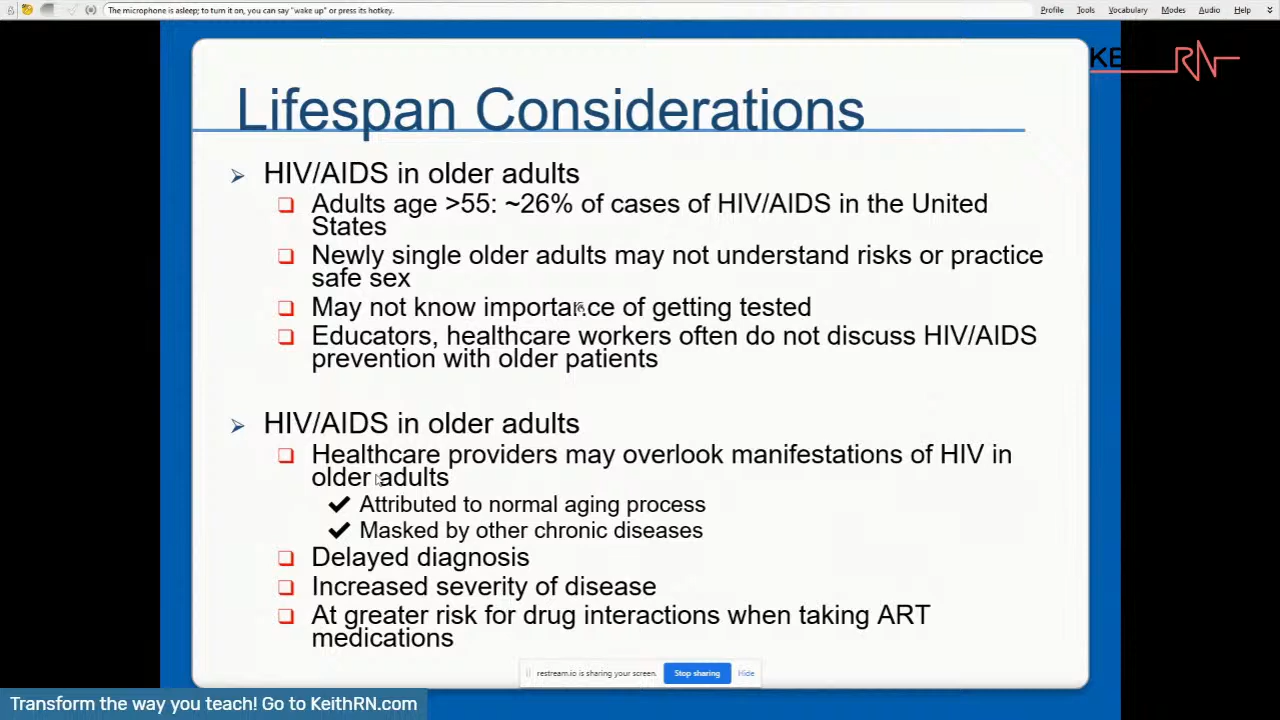 The microphone is asleep; to turn it on, you can say "wake up" or press its hotkey.
Profile Tools Vocabulary Modes Audio Help
KE RN
Lifespan Considerations
HIV/AIDS in older adults
Adults age >55: ~26% of cases of HIV/AIDS in the United
States
Newly single older adults may not understand risks or practice
safe sex
May not know importance of getting tested
Educators, healthcare workers often do not discuss HIV/AIDS
prevention with older patients
HIV/AIDS in older adults
Healthcare providers may overlook manifestations of HIV in
older adults
Attributed to normal aging process
Masked by other chronic diseases
Delayed diagnosis
Increased severity of disease
At greater risk for drug interactions when taking ART
medications
restream.io is sharing your screen. Stop sharing Hide
Transform the way you teach! Go to KeithRN.com